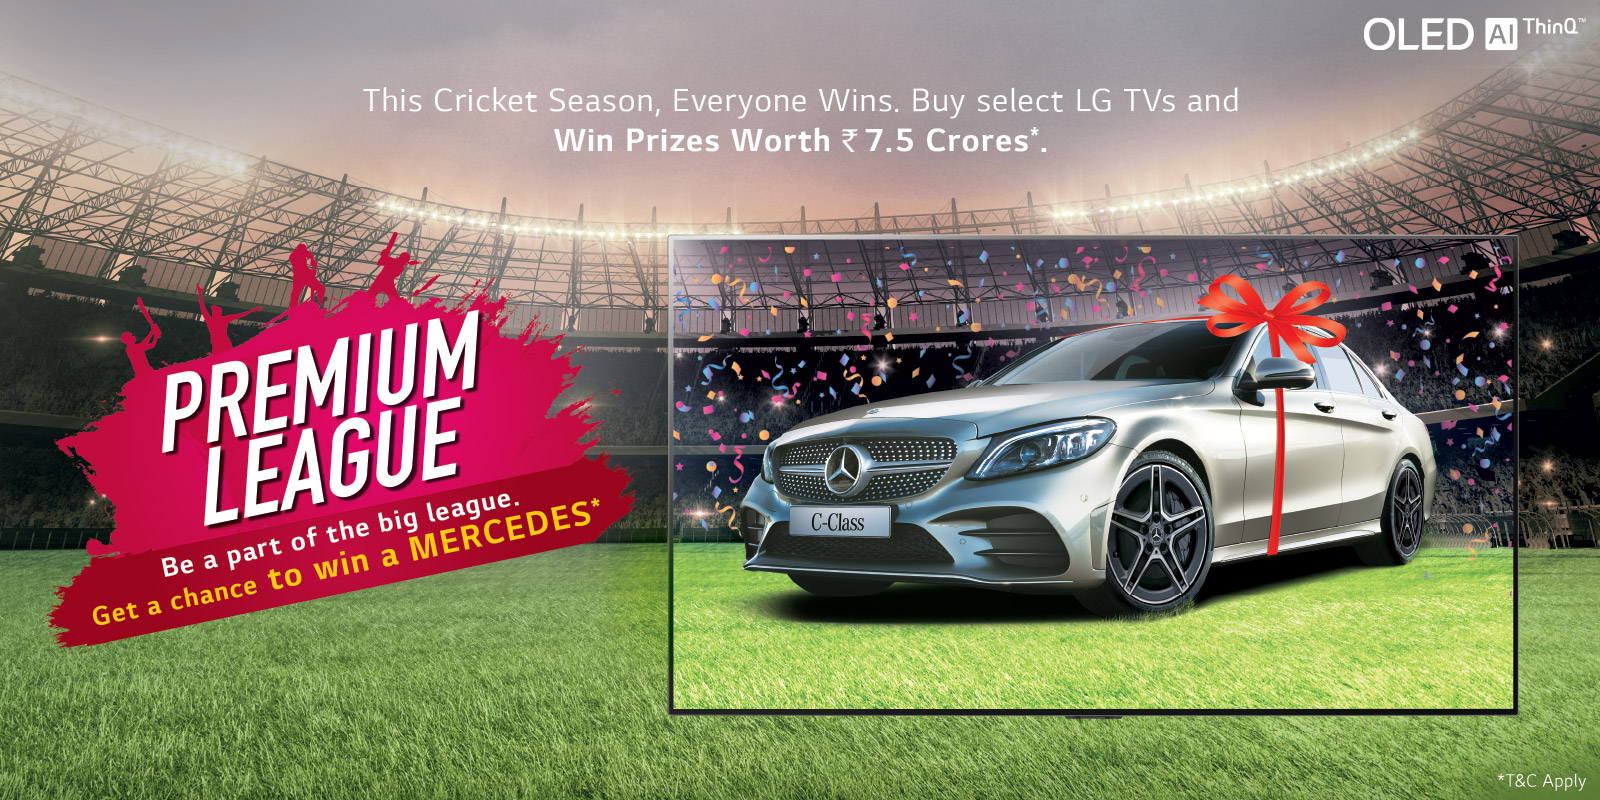 OLED AI ThinQ™
This Cricket Season, Everyone Wins. Buy select LG TVs and
Win Prizes Worth ₹ 7.5 Crores*.
PREMIUM
LEAGUE
Be a part of the big league.
Get a chance to win a MERCEDES*
C-Class
*T&C Apply